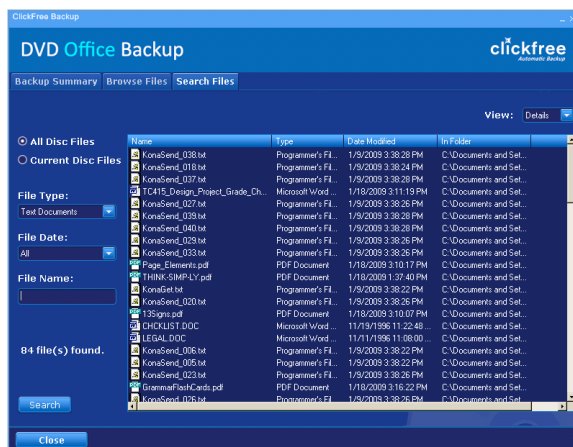 ClickFree Backup
DVD Office Backup
clickfree
Automatic Backup
Backup Summary Browse Files Search Files
View: Details
All Disc Files
Current Disc Files
File Type:
Text Documents
File Date:
All
File Name:
84 file(s) found.
Search
Name Type Date Modified In Folder
KonaSend_038.txt Programmer's Fil... 1/9/2009 3:38:28 PM C:\Documents and Set...
KonaSend_018.txt Programmer's Fil... 1/9/2009 3:38:24 PM C:\Documents and Set...
KonaSend_037.txt Programmer's Fil... 1/9/2009 3:38:28 PM C:\Documents and Set...
TC415_Design_Project_Grade_Ch... Microsoft Word ... 1/18/2009 3:11:19 PM C:\Documents and Set...
KonaSend_027.txt Programmer's Fil... 1/9/2009 3:38:26 PM C:\Documents and Set...
KonaSend_039.txt Programmer's Fil... 1/9/2009 3:38:28 PM C:\Documents and Set...
KonaSend_040.txt Programmer's Fil... 1/9/2009 3:38:28 PM C:\Documents and Set...
KonaSend_029.txt Programmer's Fil... 1/9/2009 3:38:26 PM C:\Documents and Set...
KonaSend_033.txt Programmer's Fil... 1/9/2009 3:38:26 PM C:\Documents and Set...
Page_Elements.pdf PDF Document 1/18/2009 3:10:17 PM C:\Documents and Set...
THINK-SIMP-LY.PDF PDF Document 1/18/2009 1:37:40 PM C:\Documents and Set...
KonaGet.txt Programmer's Fil... 1/9/2009 3:38:22 PM C:\Documents and Set...
KonaSend_020.txt Programmer's Fil... 1/9/2009 3:38:26 PM C:\Documents and Set...
13Signs.pdf PDF Document 1/18/2009 3:10:07 PM C:\Documents and Set...
CHCKLIST.DOC Microsoft Word ... 11/19/1996 11:22:48 ... C:\Documents and Set...
LEGAL.DOC Microsoft Word ... 11/11/1996 11:08:00 ... C:\Documents and Set...
KonaSend_006.txt Programmer's Fil... 1/9/2009 3:38:22 PM C:\Documents and Set...
KonaSend_005.txt Programmer's Fil... 1/9/2009 3:38:22 PM C:\Documents and Set...
KonaSend_023.txt Programmer's Fil... 1/9/2009 3:38:26 PM C:\Documents and Set...
GrammarFlashCards.pdf PDF Document 1/18/2009 3:16:22 PM C:\Documents and Set...
KonaSend_026.txt Programmer's Fil... 1/9/2009 3:38:26 PM C:\Documents and Set...
Close